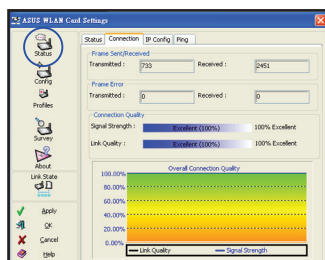 ASUS WLAN Card Settings
Status Connection IP Config Ping
Status
Config
Profiles
Survey
About
Link State
Apply
OK
Cancel
Help
Frame Sent/Received
Transmitted : 733 Received : 2451
Frame Error
Transmitted : 0 Received : 0
Connection Quality
Signal Strength : Excellent (100%) 100% Excellent
Link Quality : Excellent (100%) 100% Excellent
Overall Connection Quality
100.00%
80.00%
60.00%
40.00%
20.00%
0.00%
Link Quality Signal Strength